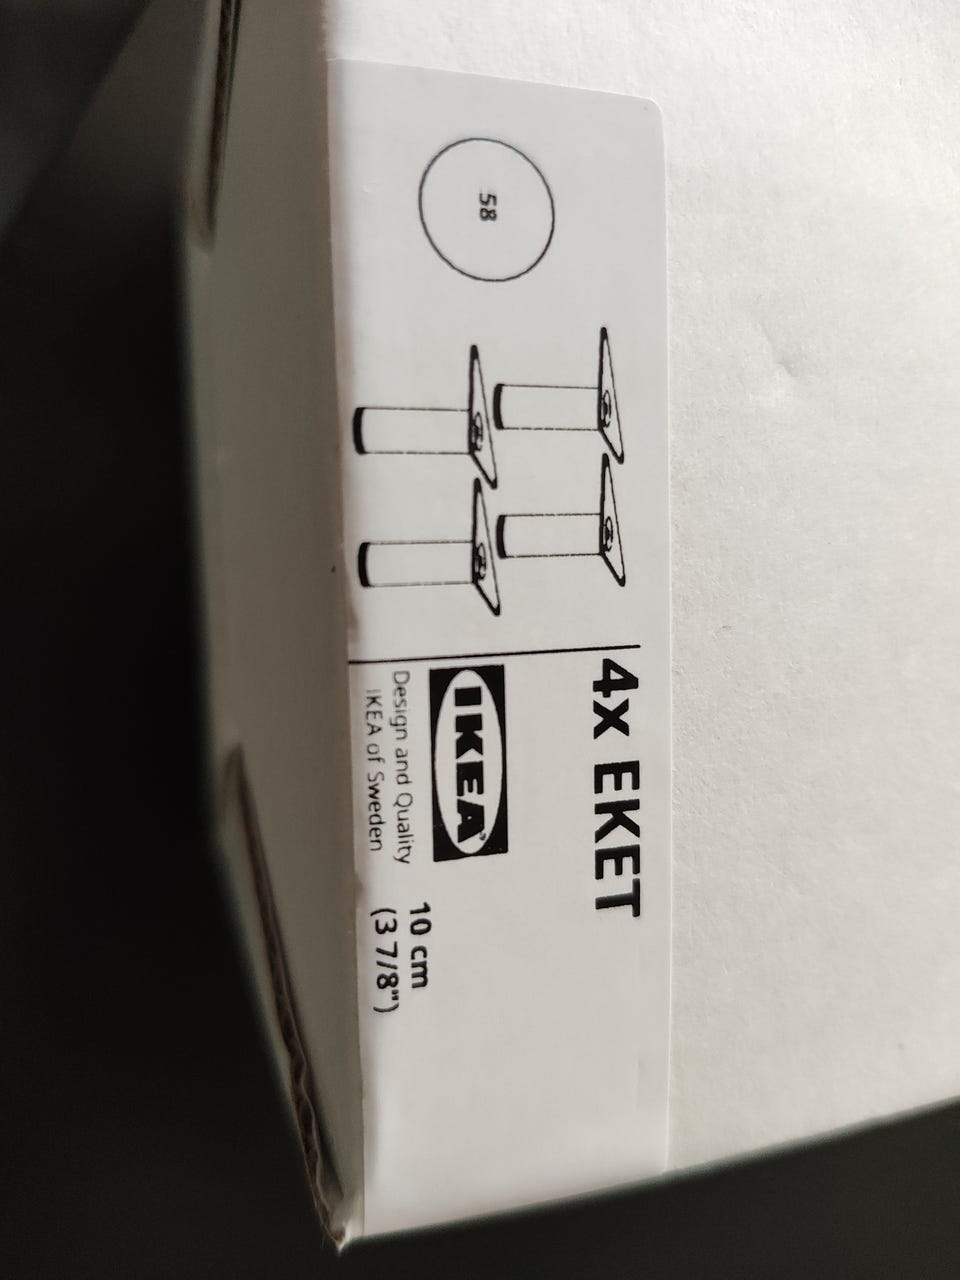 58
4x EKET
IKEA®
Design and Quality
IKEA of Sweden
10 cm
(3 7/8")